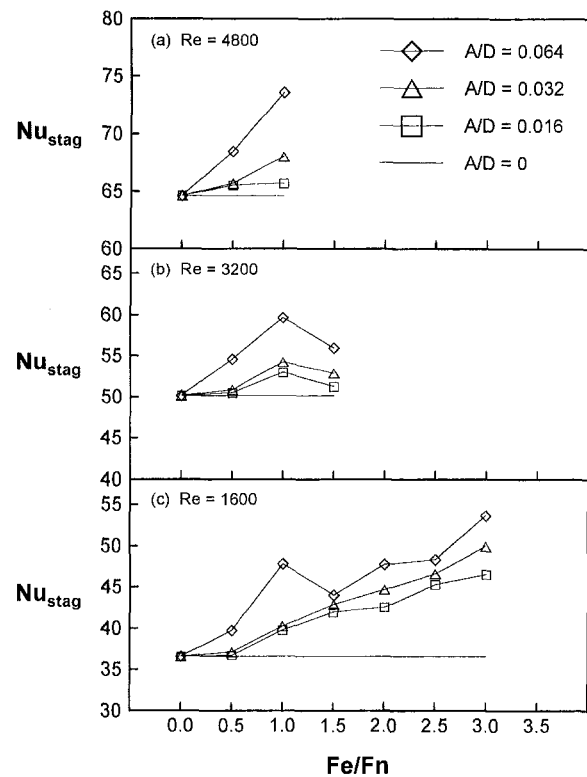 80
(a) Re = 4800
A/D = 0.064
75
A/D = 0.032
Nu_stag
70
A/D = 0.016
65
A/D = 0
60
(b) Re = 3200
65
60
Nu_stag
55
50
45
40
(c) Re = 1600
55
50
Nu_stag
45
40
35
30
0.0 0.5 1.0 1.5 2.0 2.5 3.0
Fe/Fn